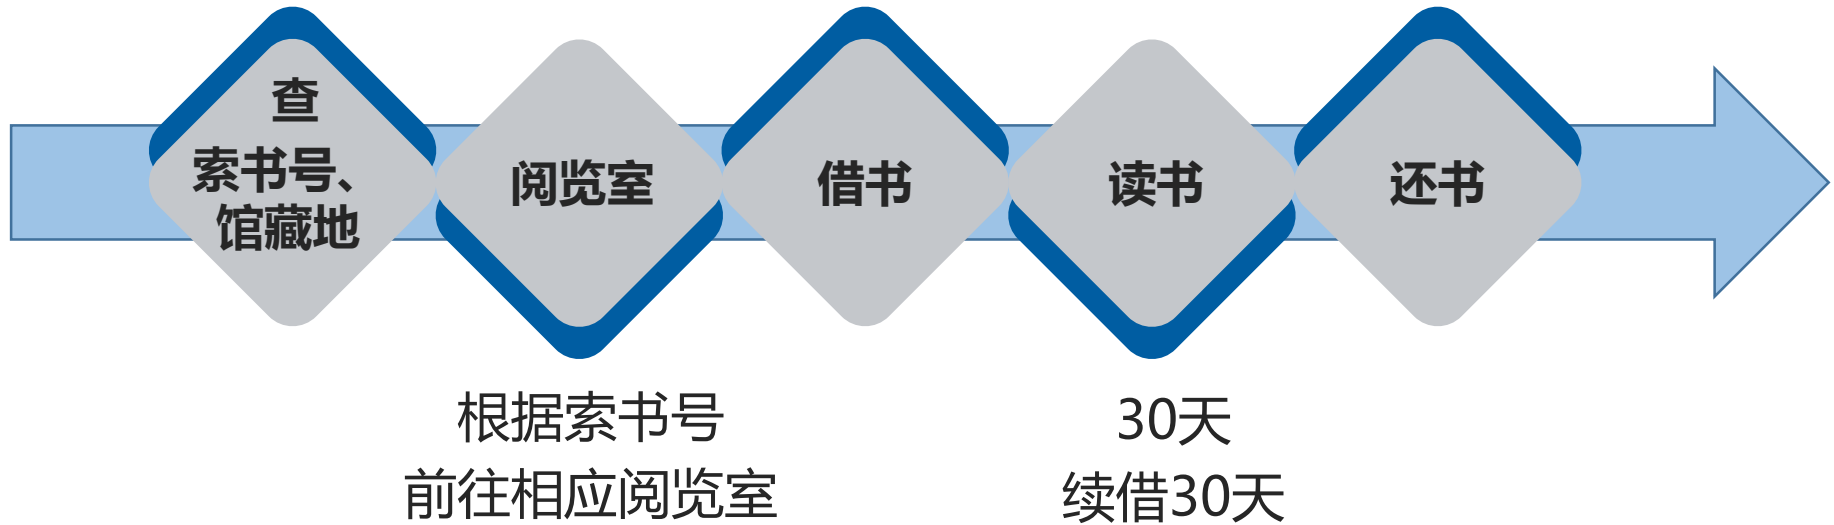 查
索书号、
馆藏地
阅览室
借书
读书
还书
根据索书号
前往相应阅览室
30天
续借30天